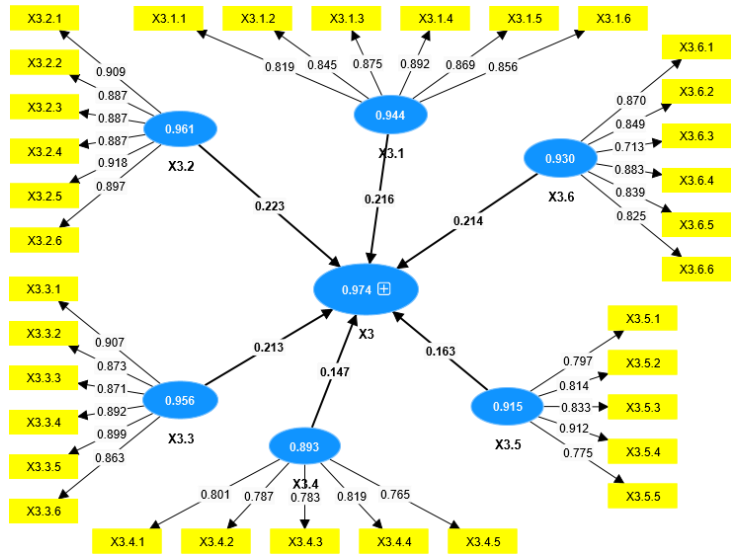 X3.2.1
X3.1.1
X3.1.2
X3.1.3
X3.1.4
X3.1.5
X3.1.6
X3.2.2
X3.2.3
X3.2.4
X3.2.5
X3.2.6
0.909
0.887
0.887
0.887
0.918
0.897
0.961
X3.2
0.819
0.845
0.875
0.892
0.869
0.856
0.944
X3.1
X3.6.1
X3.6.2
X3.6.3
X3.6.4
X3.6.5
X3.6.6
0.870
0.849
0.713
0.883
0.839
0.825
0.930
X3.6
0.223
0.216
0.214
0.974
X3
0.213
0.147
0.163
X3.3.1
X3.3.2
X3.3.3
X3.3.4
X3.3.5
X3.3.6
0.907
0.873
0.871
0.892
0.899
0.863
0.956
X3.3
0.893
X3.4
0.801
0.787
0.783
0.819
0.765
X3.4.1
X3.4.2
X3.4.3
X3.4.4
X3.4.5
0.915
X3.5
0.797
0.814
0.833
0.912
0.775
X3.5.1
X3.5.2
X3.5.3
X3.5.4
X3.5.5